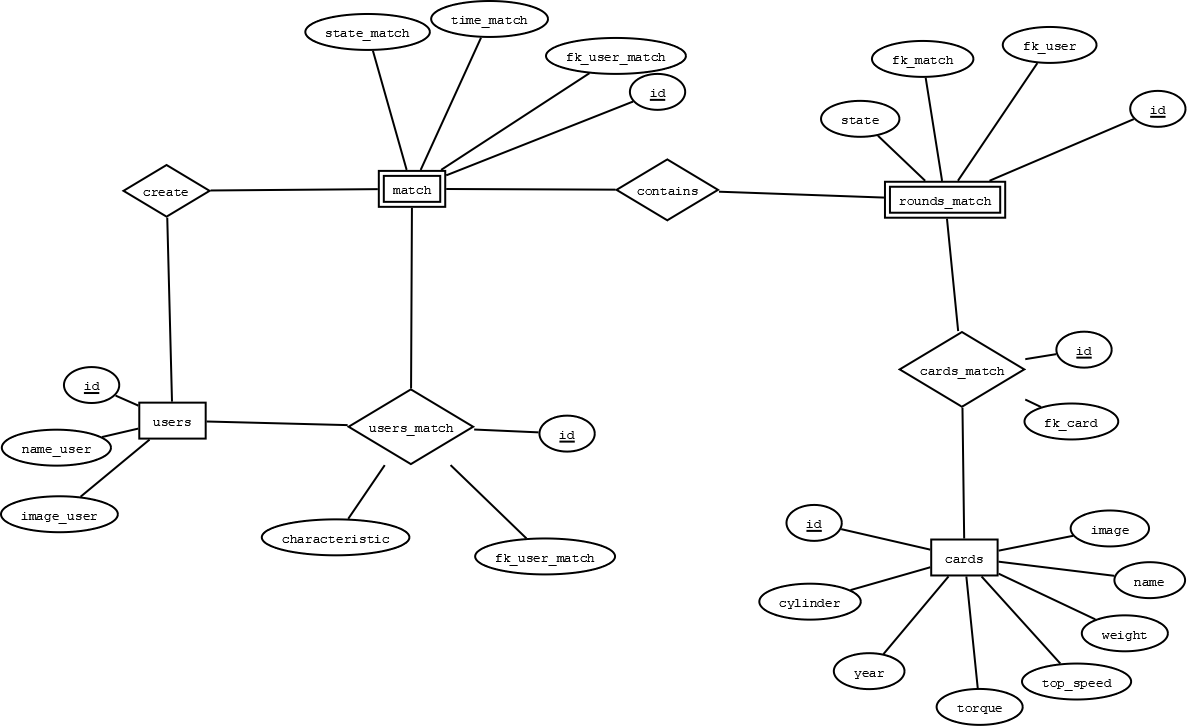 time_match
state_match
fk_user_match
id
fk_user
fk_match
id
state
create
match
contains
rounds_match
id
cards_match
id
users
name_user
users_match
id
fk_card
image_user
characteristic
fk_user_match
id
image
cards
name
cylinder
weight
year
top_speed
torque